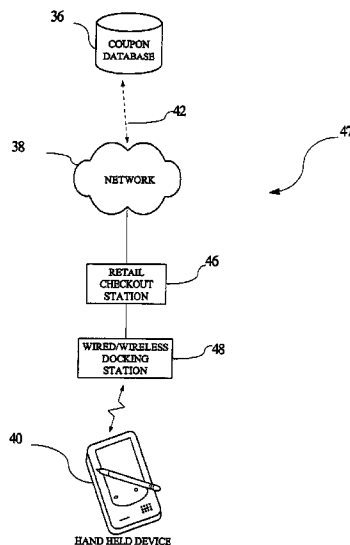 36
COUPON
DATABASE
42
38
47
NETWORK
RETAIL
CHECKOUT
STATION
46
WIRED/WIRELESS
DOCKING
STATION
48
40
HAND HELD DEVICE